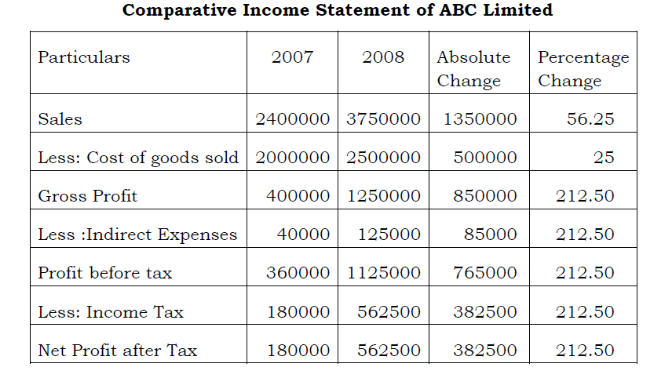 Comparative Income Statement of ABC Limited
Particulars 2007 2008 Absolute Change Percentage Change
Sales 2400000 3750000 1350000 56.25
Less: Cost of goods sold 2000000 2500000 500000 25
Gross Profit 400000 1250000 850000 212.50
Less :Indirect Expenses 40000 125000 85000 212.50
Profit before tax 360000 1125000 765000 212.50
Less: Income Tax 180000 562500 382500 212.50
Net Profit after Tax 180000 562500 382500 212.50